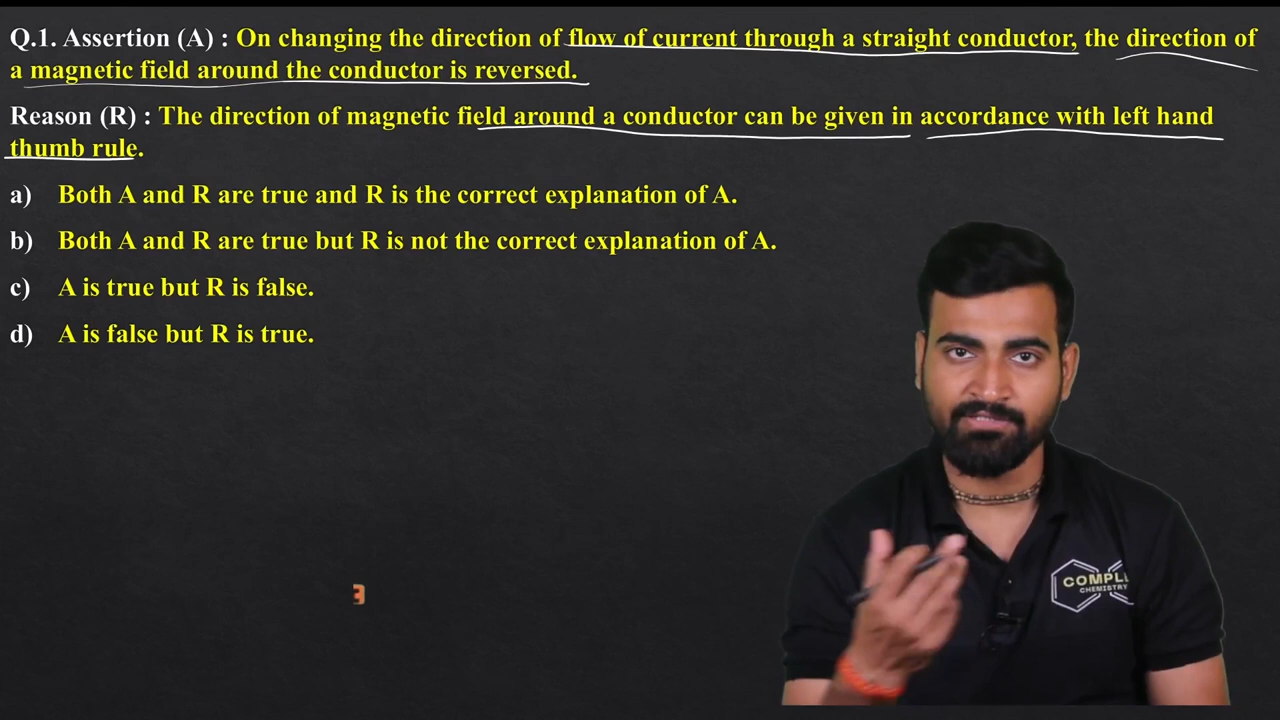 Q.1. Assertion (A) : On changing the direction of flow of current through a straight conductor, the direction of
a magnetic field around the conductor is reversed.
Reason (R) : The direction of magnetic field around a conductor can be given in accordance with left hand
thumb rule.
a) Both A and R are true and R is the correct explanation of A.
b) Both A and R are true but R is not the correct explanation of A.
c) A is true but R is false.
d) A is false but R is true.
CHEMISTRY